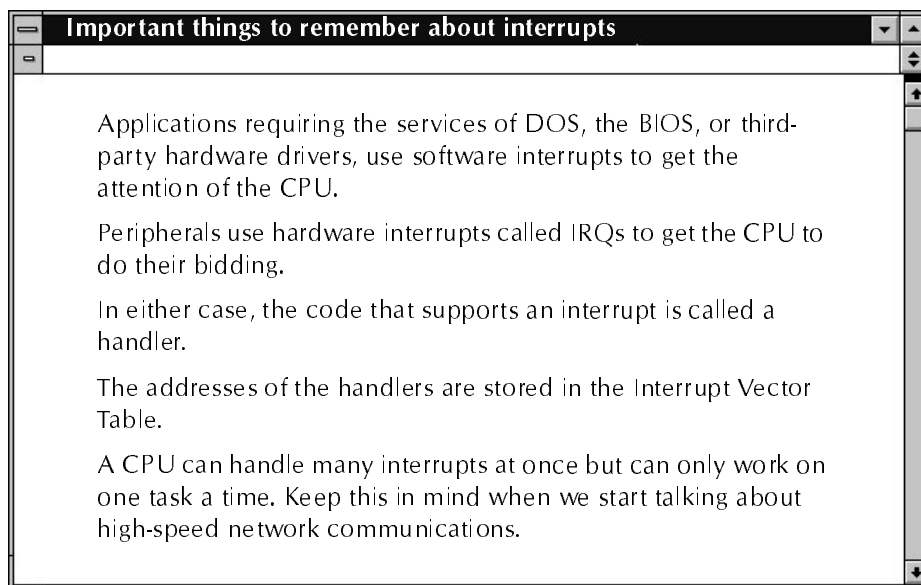 Important things to remember about interrupts
Applications requiring the services of DOS, the BIOS, or third-
party hardware drivers, use software interrupts to get the
attention of the CPU.
Peripherals use hardware interrupts called IRQs to get the CPU to
do their bidding.
In either case, the code that supports an interrupt is called a
handler.
The addresses of the handlers are stored in the Interrupt Vector
Table.
A CPU can handle many interrupts at once but can only work on
one task a time. Keep this in mind when we start talking about
high-speed network communications.